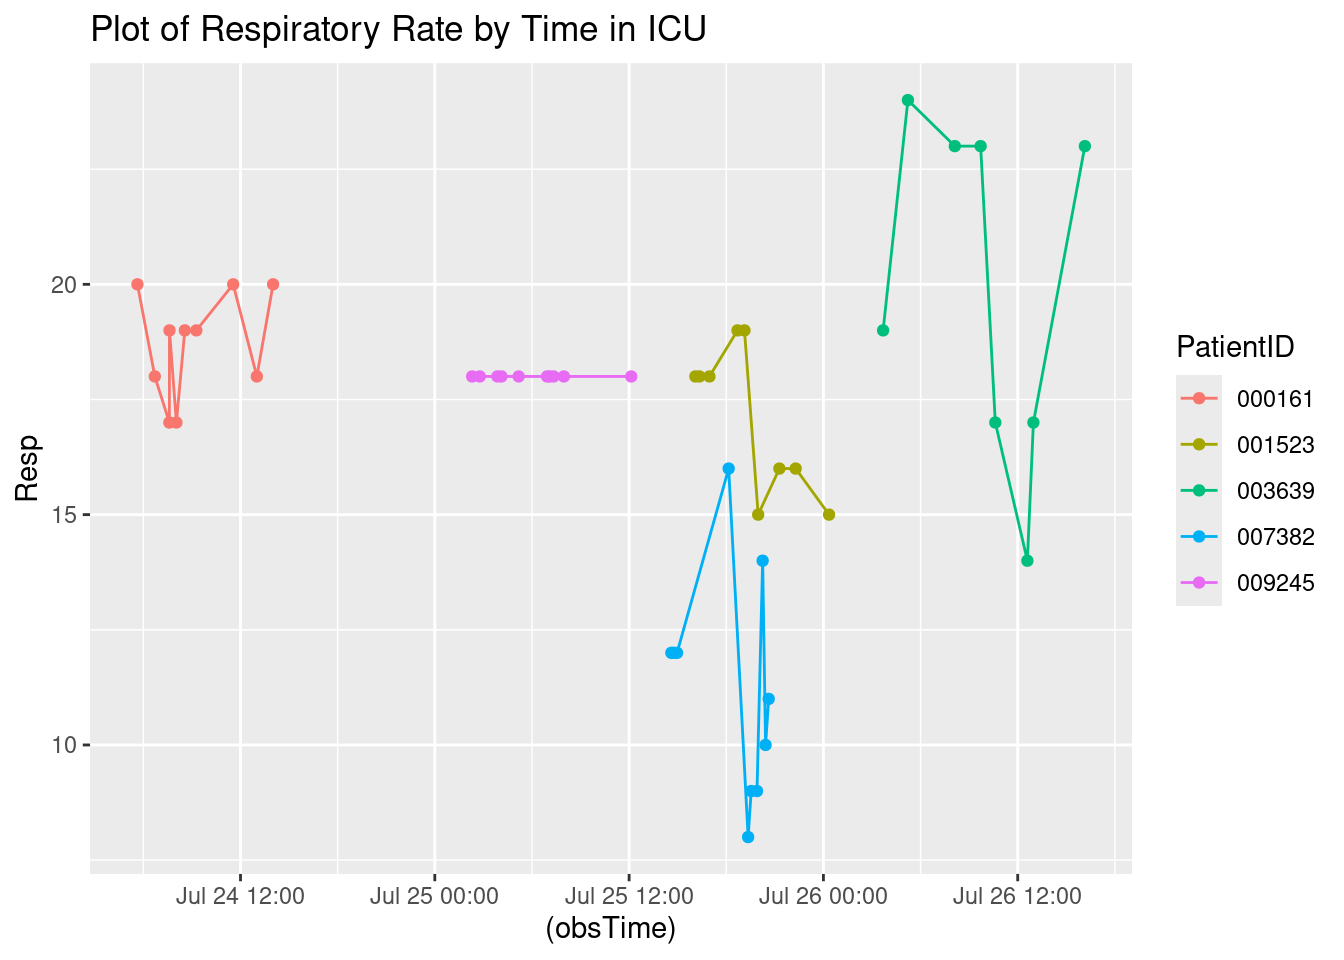 Plot of Respiratory Rate by Time in ICU
Resp
20
15
10
Jul 24 12:00
Jul 25 00:00
Jul 25 12:00
Jul 26 00:00
Jul 26 12:00
(obsTime)
PatientID
000161
001523
003639
007382
009245